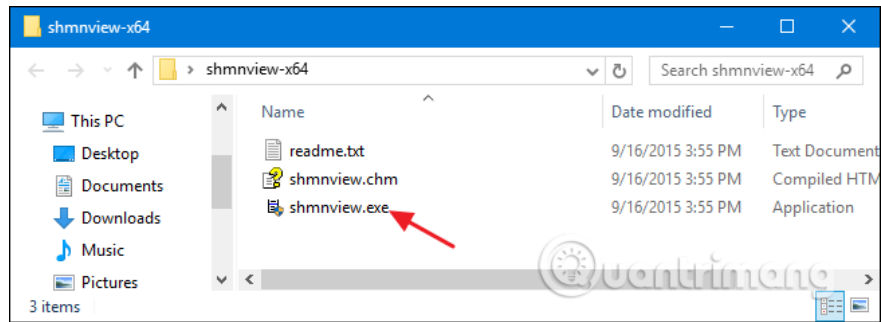 shmnview-x64
shmnview-x64
Search shmnview-x64
This PC
Desktop
Documents
Downloads
Music
Pictures
Name Date modified Type
readme.txt 9/16/2015 3:55 PM Text Document
shmnview.chm 9/16/2015 3:55 PM Compiled HTM
shmnview.exe 9/16/2015 3:55 PM Application
Quantrimang
3 items